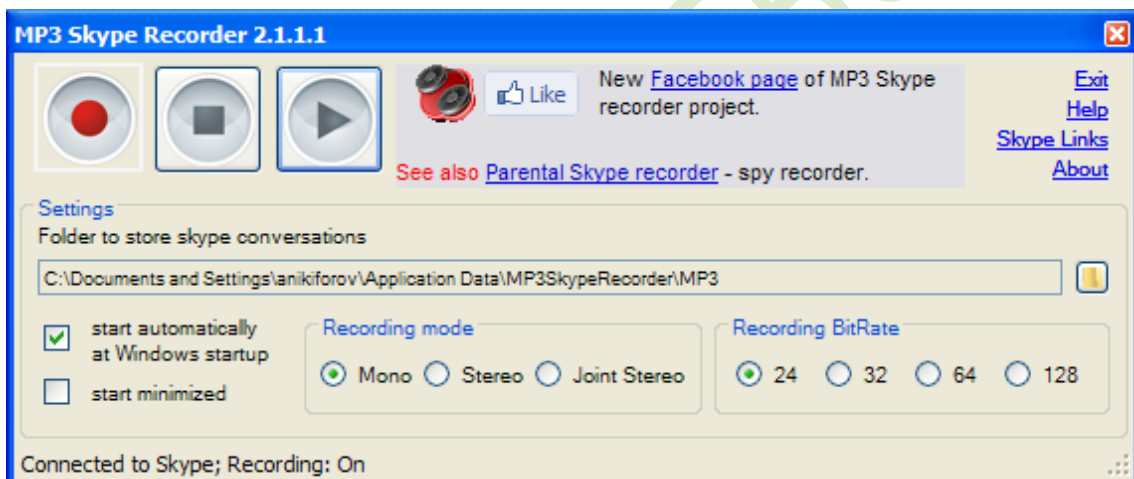 MP3 Skype Recorder 2.1.1.1
Like
New Facebook page of MP3 Skype
recorder project.
See also Parental Skype recorder - spy recorder.
Exit
Help
Skype Links
About
Settings
Folder to store skype conversations
C:\Documents and Settings\anikiforov\Application Data\MP3SkypeRecorder\MP3
start automatically
at Windows startup
start minimized
Recording mode
Mono Stereo Joint Stereo
Recording BitRate
24 32 64 128
Connected to Skype; Recording: On